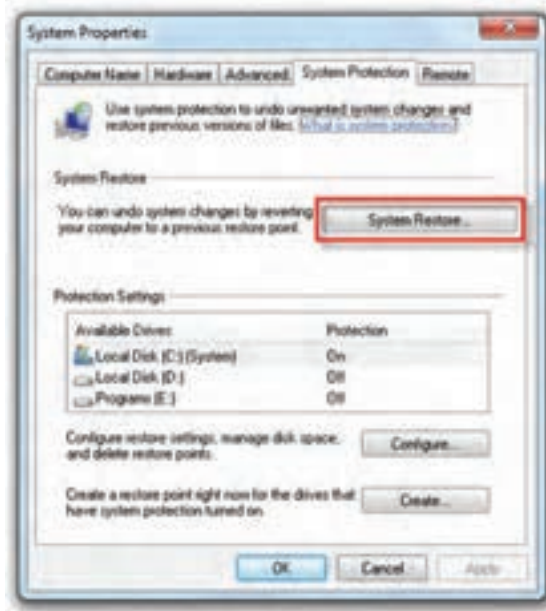 System Properties
Computer Name
Hardware
Advanced
System Protection
Remote
Use system protection to undo unwanted system changes and
restore previous versions of files. What is system protection?
System Restore
You can undo system changes by reverting
your computer to a previous restore point.
System Restore...
Protection Settings
Available Drives Protection
Local Disk (C:) (System) On
Local Disk (D:) Off
Programs (E:) Off
Configure restore settings, manage disk space,
and delete restore points.
Configure...
Create a restore point right now for the drives that
have system protection turned on.
Create...
OK
Cancel
Apply